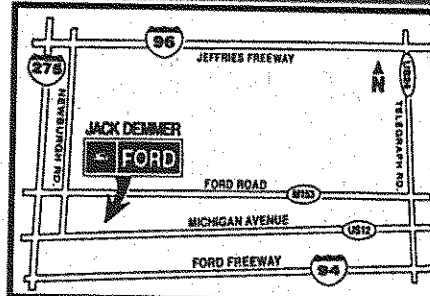 96
JEFFRIES FREEWAY
275
US24
N
NEWBURGH RD.
TELEGRAPH RD.
JACK DEMMER
FORD
FORD ROAD
M153
MICHIGAN AVENUE
US12
FORD FREEWAY
94